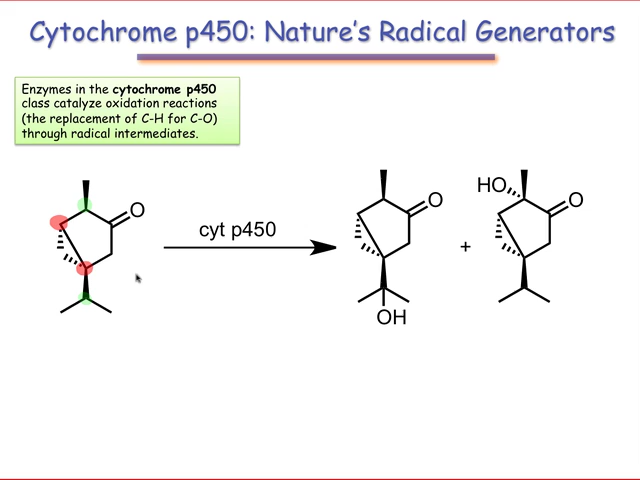 Cytochrome p450: Nature's Radical Generators
Enzymes in the cytochrome p450
class catalyze oxidation reactions
(the replacement of C-H for C-O)
through radical intermediates.
O
cyt p450
O
OH
+
HO
O